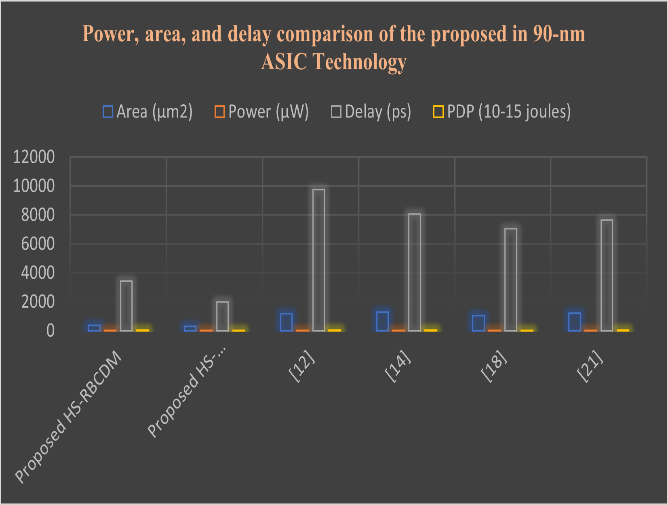 Power, area, and delay comparison of the proposed in 90-nm
ASIC Technology
Area (µm2) Power (µW) Delay (ps) PDP (10-15 joules)
12000
10000
8000
6000
4000
2000
0
Proposed HS-RBCDM
Proposed HS-...
[12]
[14]
[18]
[21]